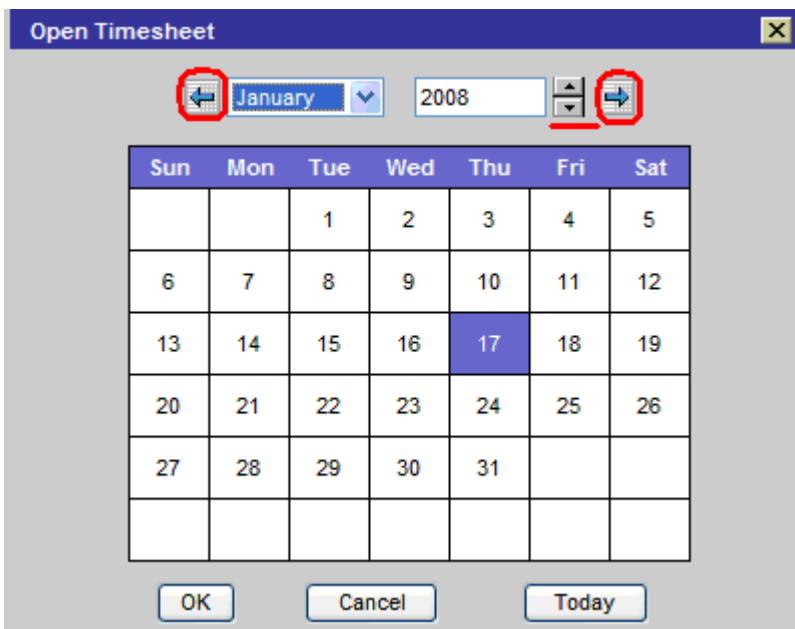 Open Timesheet
January 2008
Sun Mon Tue Wed Thu Fri Sat
1 2 3 4 5
6 7 8 9 10 11 12
13 14 15 16 17 18 19
20 21 22 23 24 25 26
27 28 29 30 31
OK Cancel Today